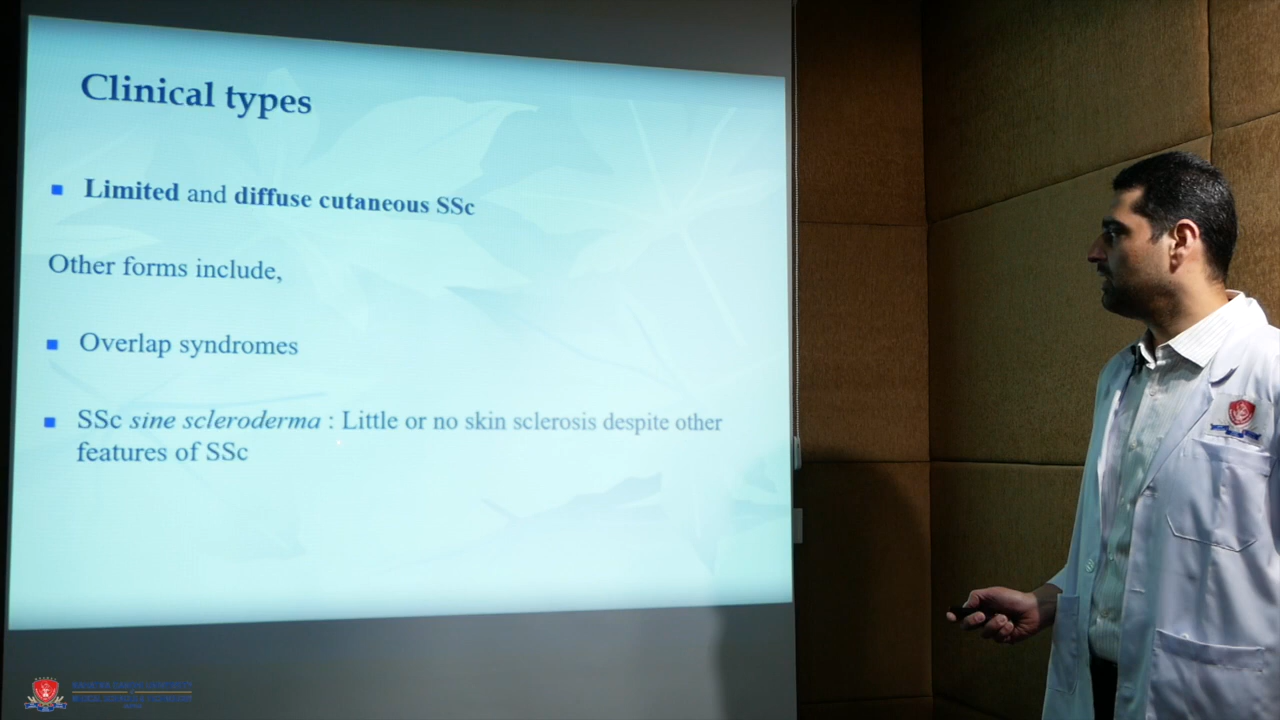 Clinical types
Limited and diffuse cutaneous SSc
Other forms include,
Overlap syndromes
SSc sine scleroderma : Little or no skin sclerosis despite other
features of SSc